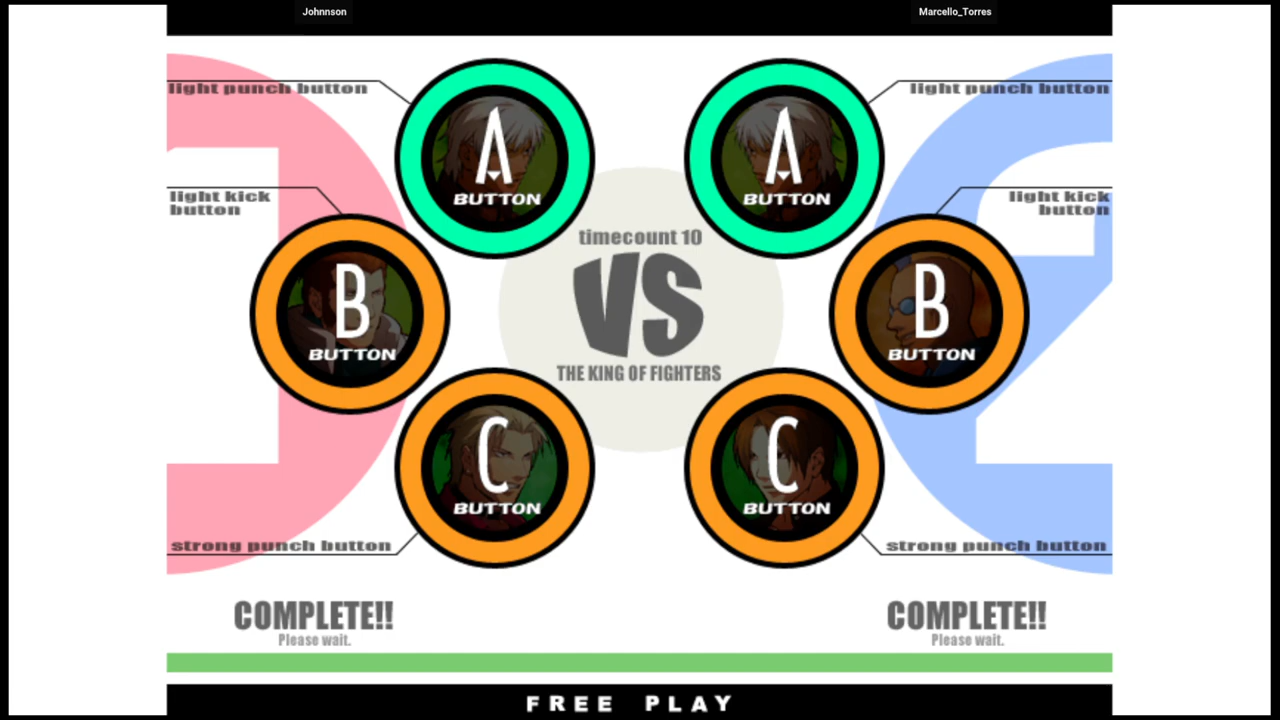 Johnnson
Marcello_Torres
light punch button
A
BUTTON
A
BUTTON
light punch button
light kick
button
B
BUTTON
timecount 10
VS
THE KING OF FIGHTERS
light kick
button
B
BUTTON
C
BUTTON
C
BUTTON
strong punch button
strong punch button
COMPLETE!!
Please wait.
COMPLETE!!
Please wait.
FREE PLAY